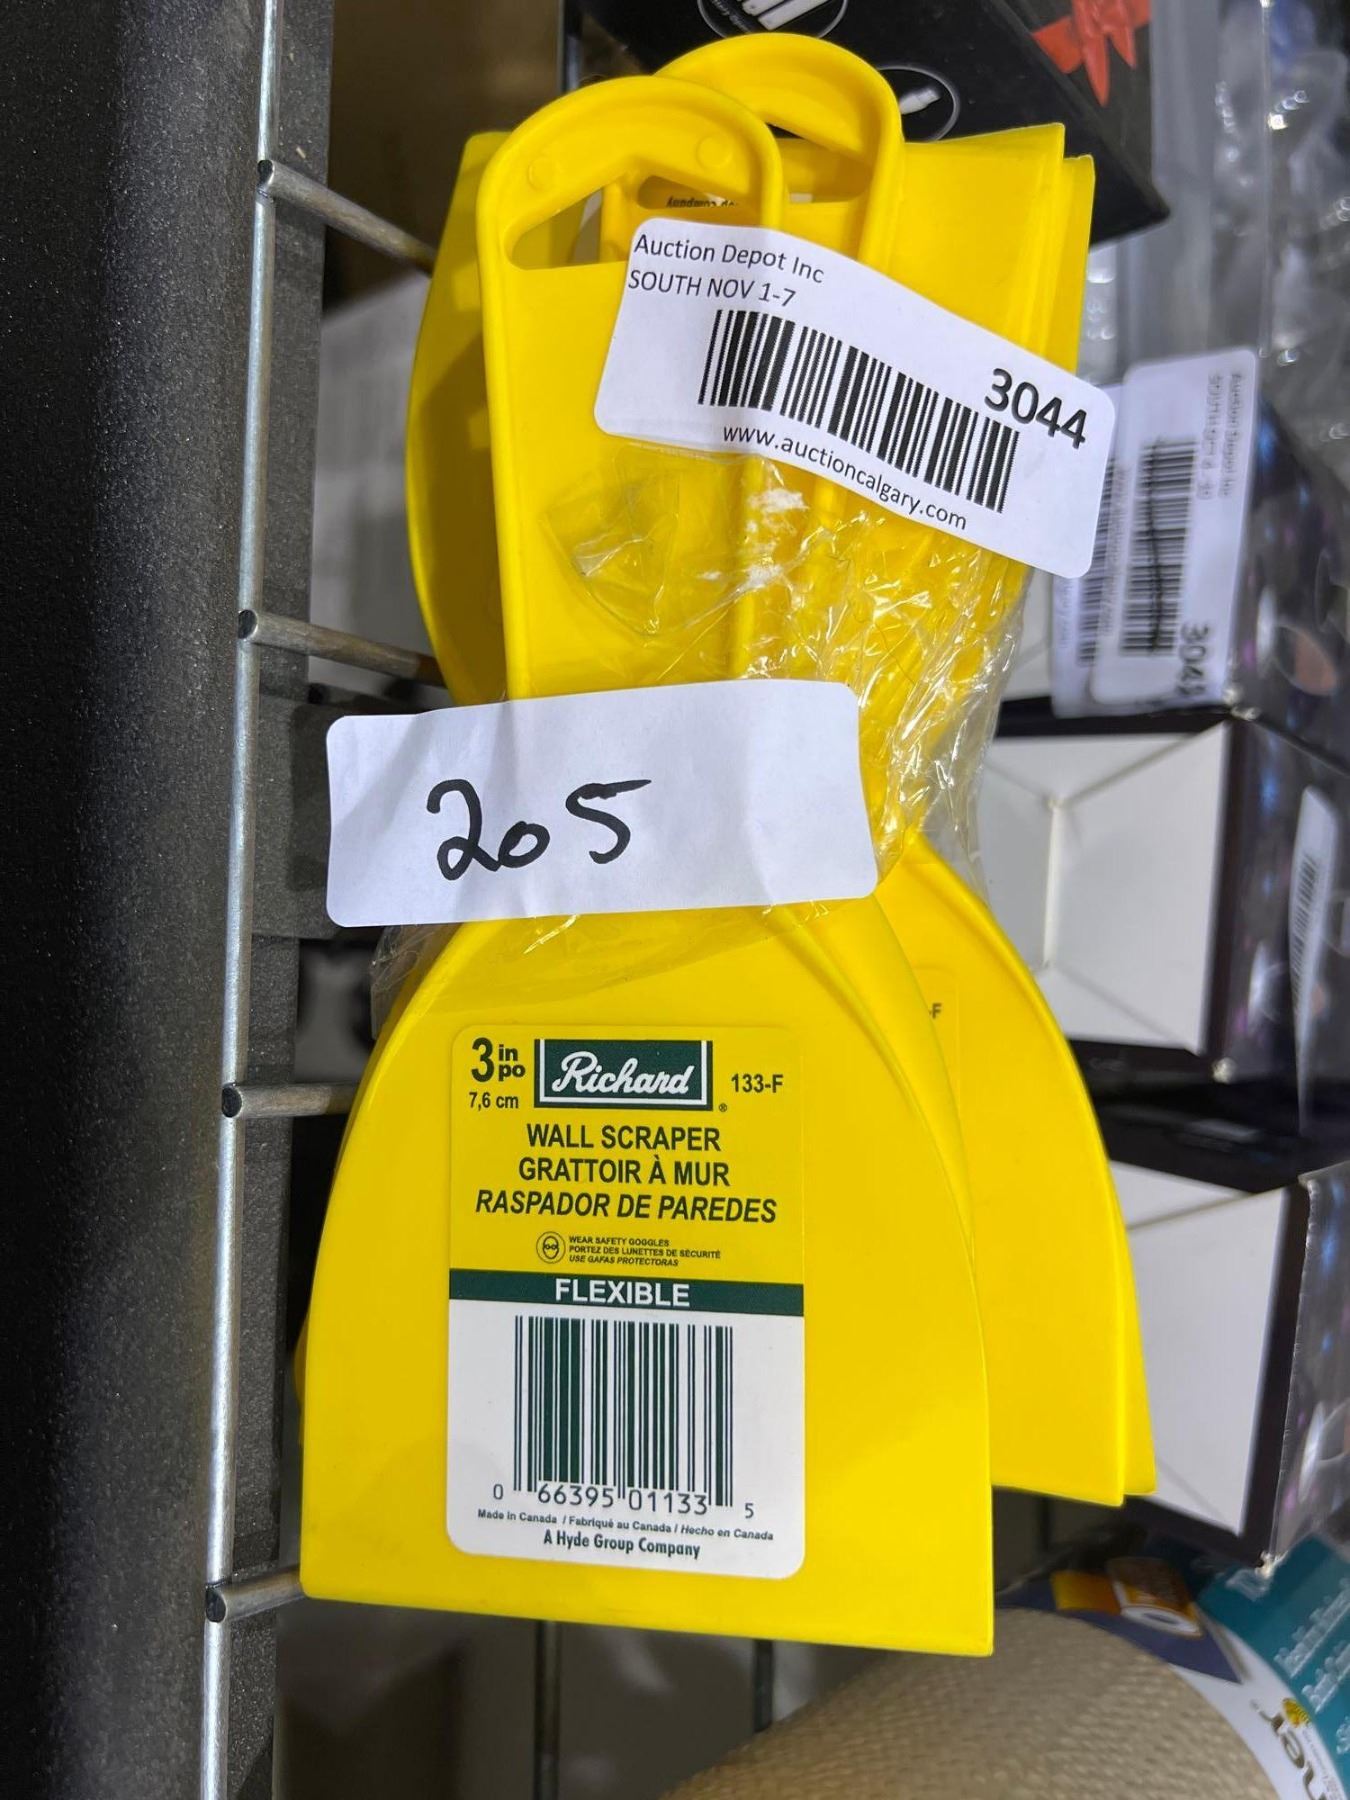 Auction Depot Inc
SOUTH NOV 1-7
3044
www.auctioncalgary.com
205
3 in
po
7,6 cm
Richard
®
133-F
WALL SCRAPER
GRATTOIR À MUR
RASPADOR DE PAREDES
WEAR SAFETY GOGGLES
PORTEZ DES LUNETTES DE SÉCURITÉ
USE GAFAS PROTECTORAS
FLEXIBLE
0 66395 01133 5
Made in Canada / Fabriqué au Canada / Hecho en Canada
A Hyde Group Company
-F